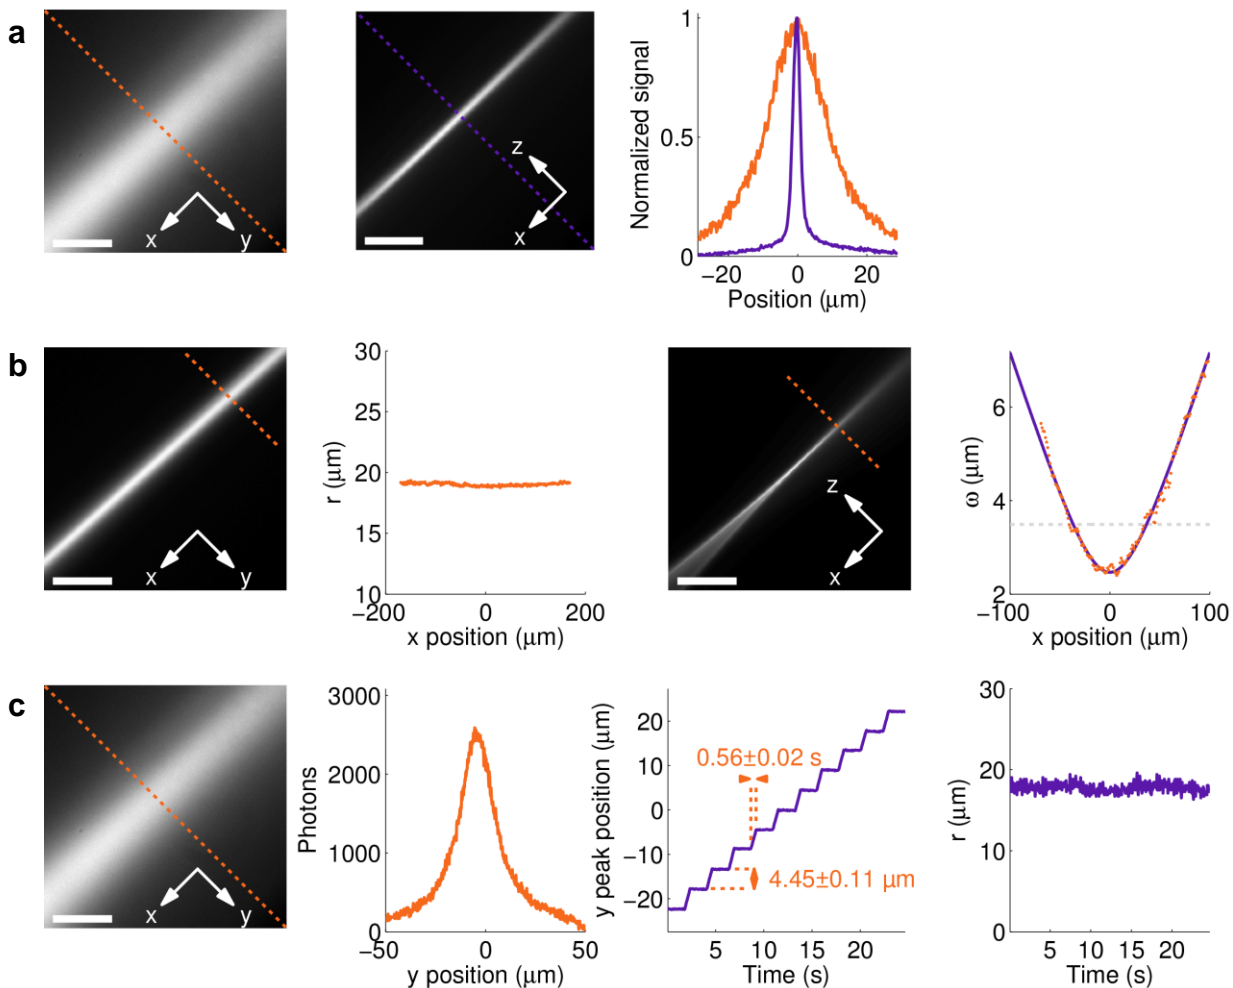 a
x
y
z
x
Normalized signal
1
0.5
0
−20
0
20
Position (μm)
b
x
y
r (μm)
30
25
20
15
10
−200
0
200
x position (μm)
z
x
ω (μm)
6
4
2
−100
0
100
x position (μm)
c
x
y
Photons
3000
2000
1000
0
−50
0
50
y position (μm)
y peak position (μm)
20
10
0
−10
−20
0.56±0.02 s
4.45±0.11 μm
5
10
15
20
Time (s)
r (μm)
30
20
10
0
5
10
15
20
Time (s)